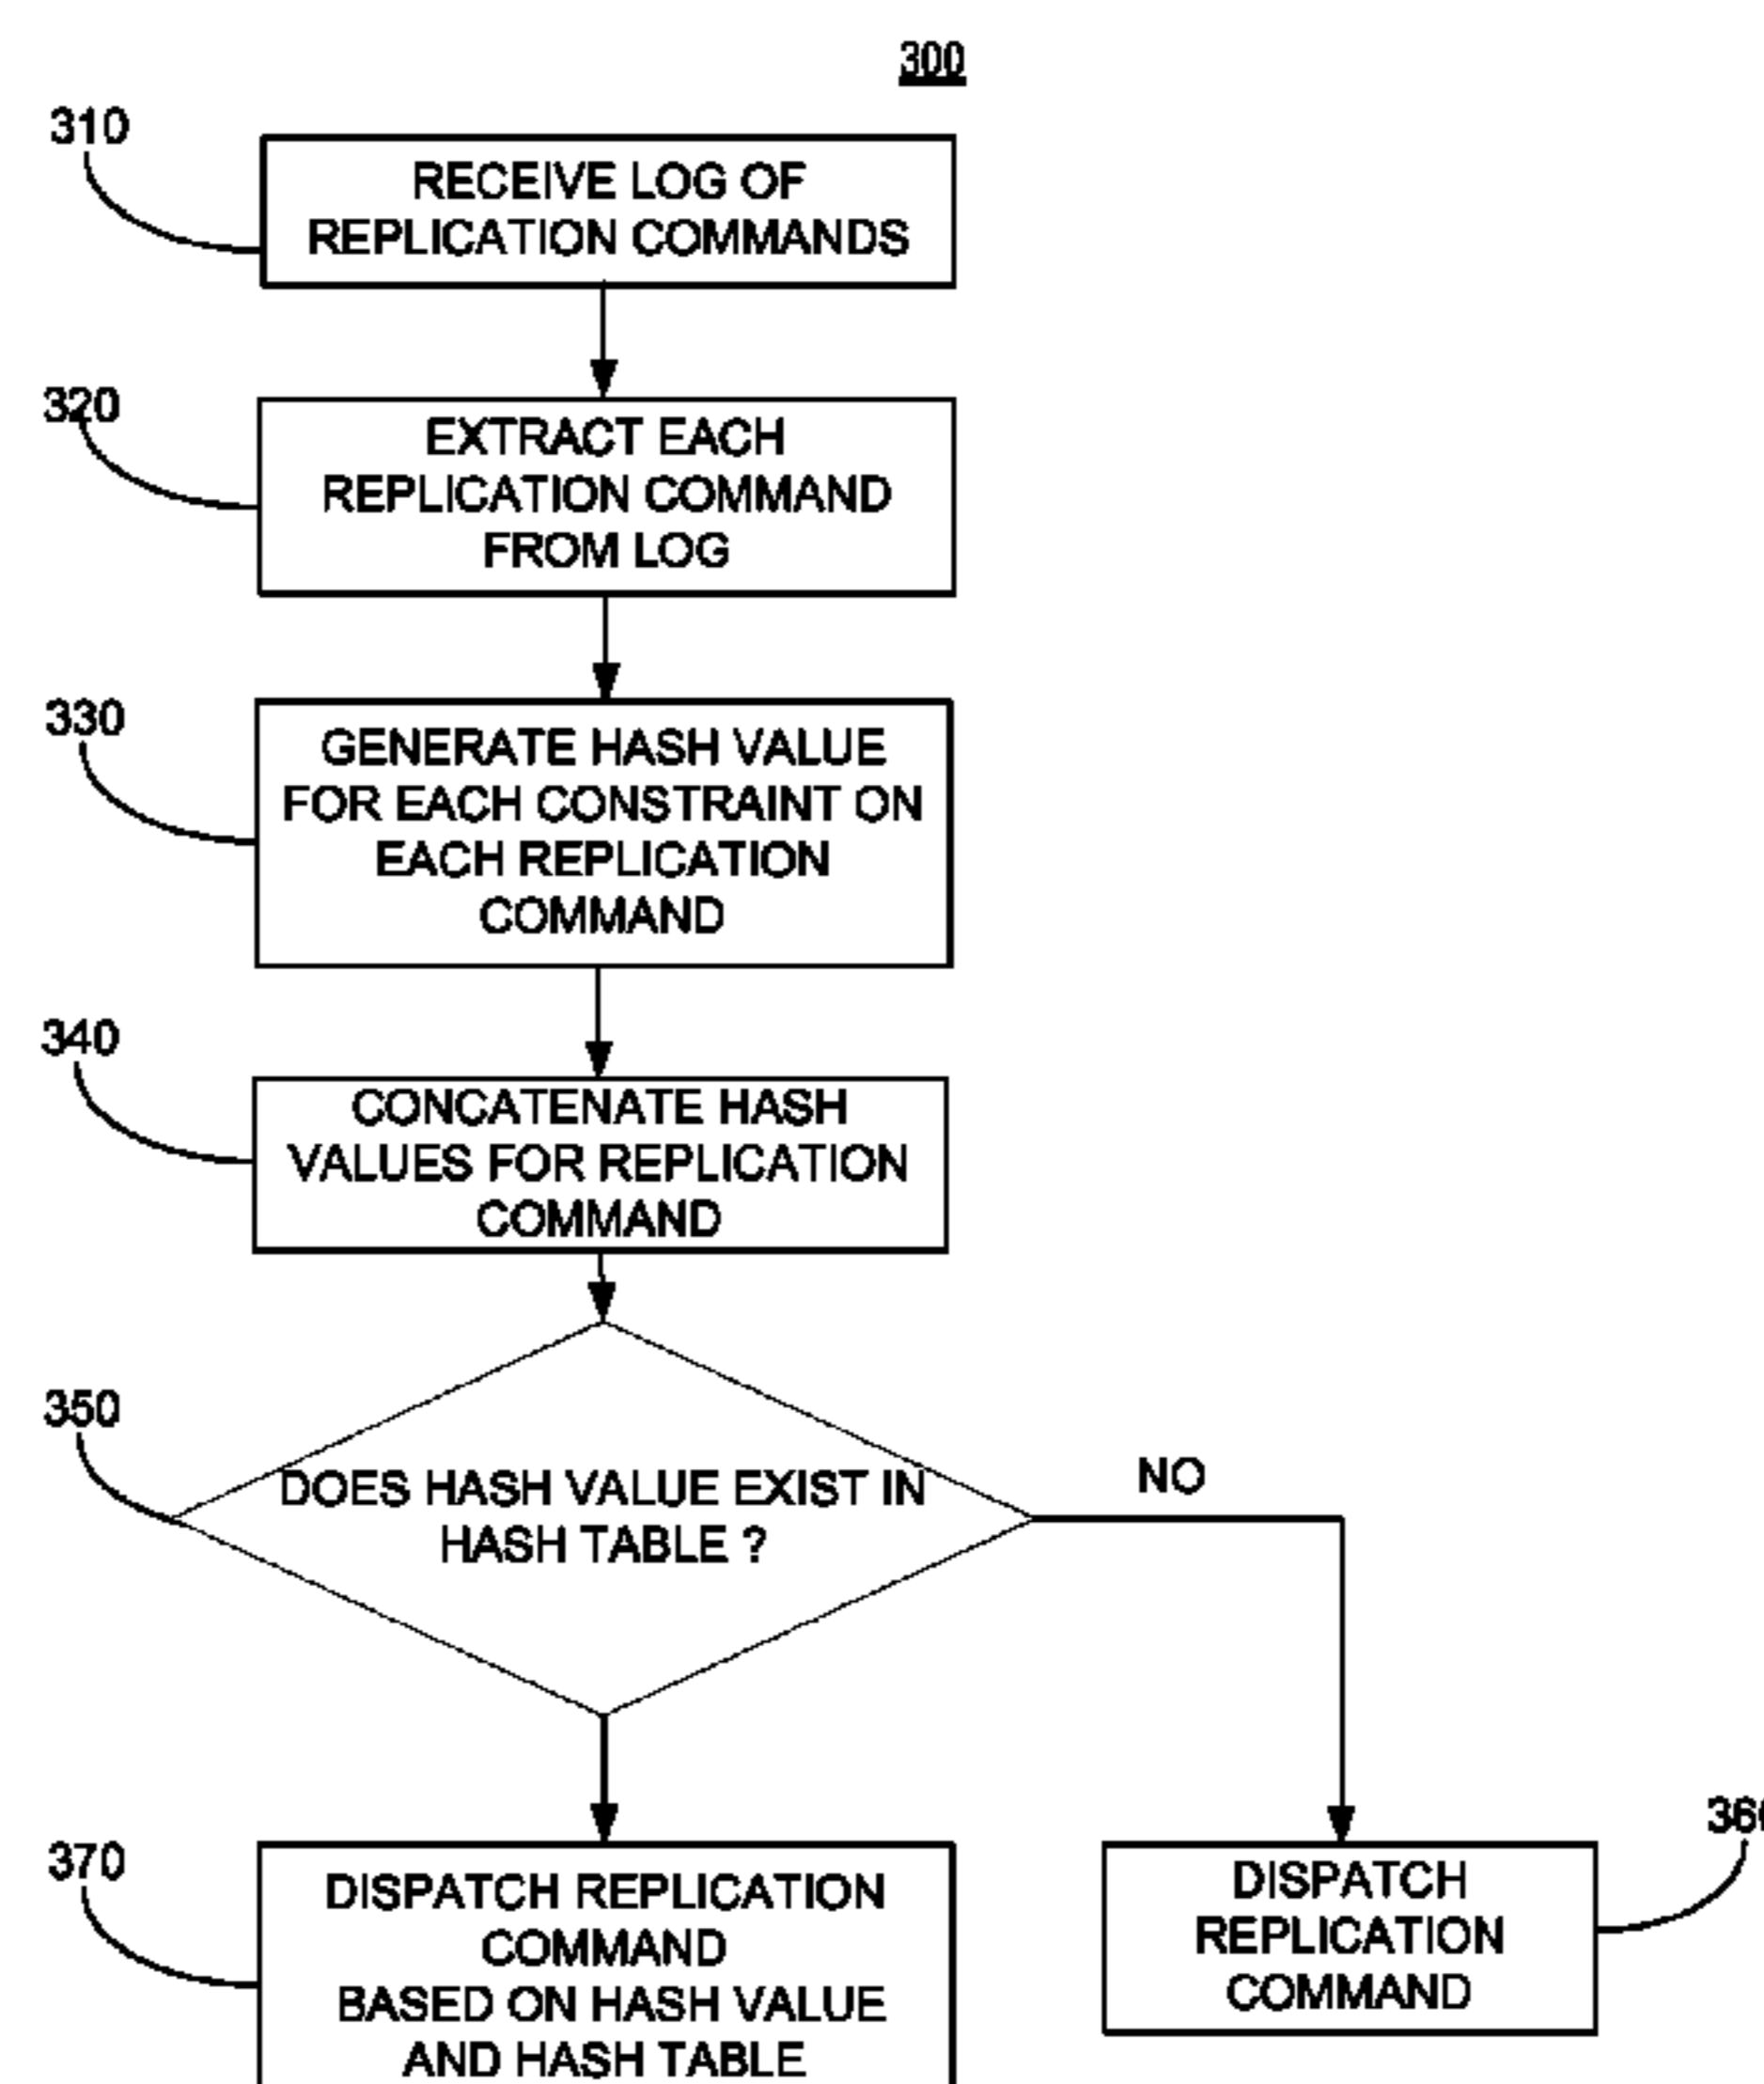 300
310
RECEIVE LOG OF
REPLICATION COMMANDS
320
EXTRACT EACH
REPLICATION COMMAND
FROM LOG
330
GENERATE HASH VALUE
FOR EACH CONSTRAINT ON
EACH REPLICATION
COMMAND
340
CONCATENATE HASH
VALUES FOR REPLICATION
COMMAND
350
DOES HASH VALUE EXIST IN
HASH TABLE ?
NO
370
DISPATCH REPLICATION
COMMAND
BASED ON HASH VALUE
AND HASH TABLE
DISPATCH
REPLICATION
COMMAND
360